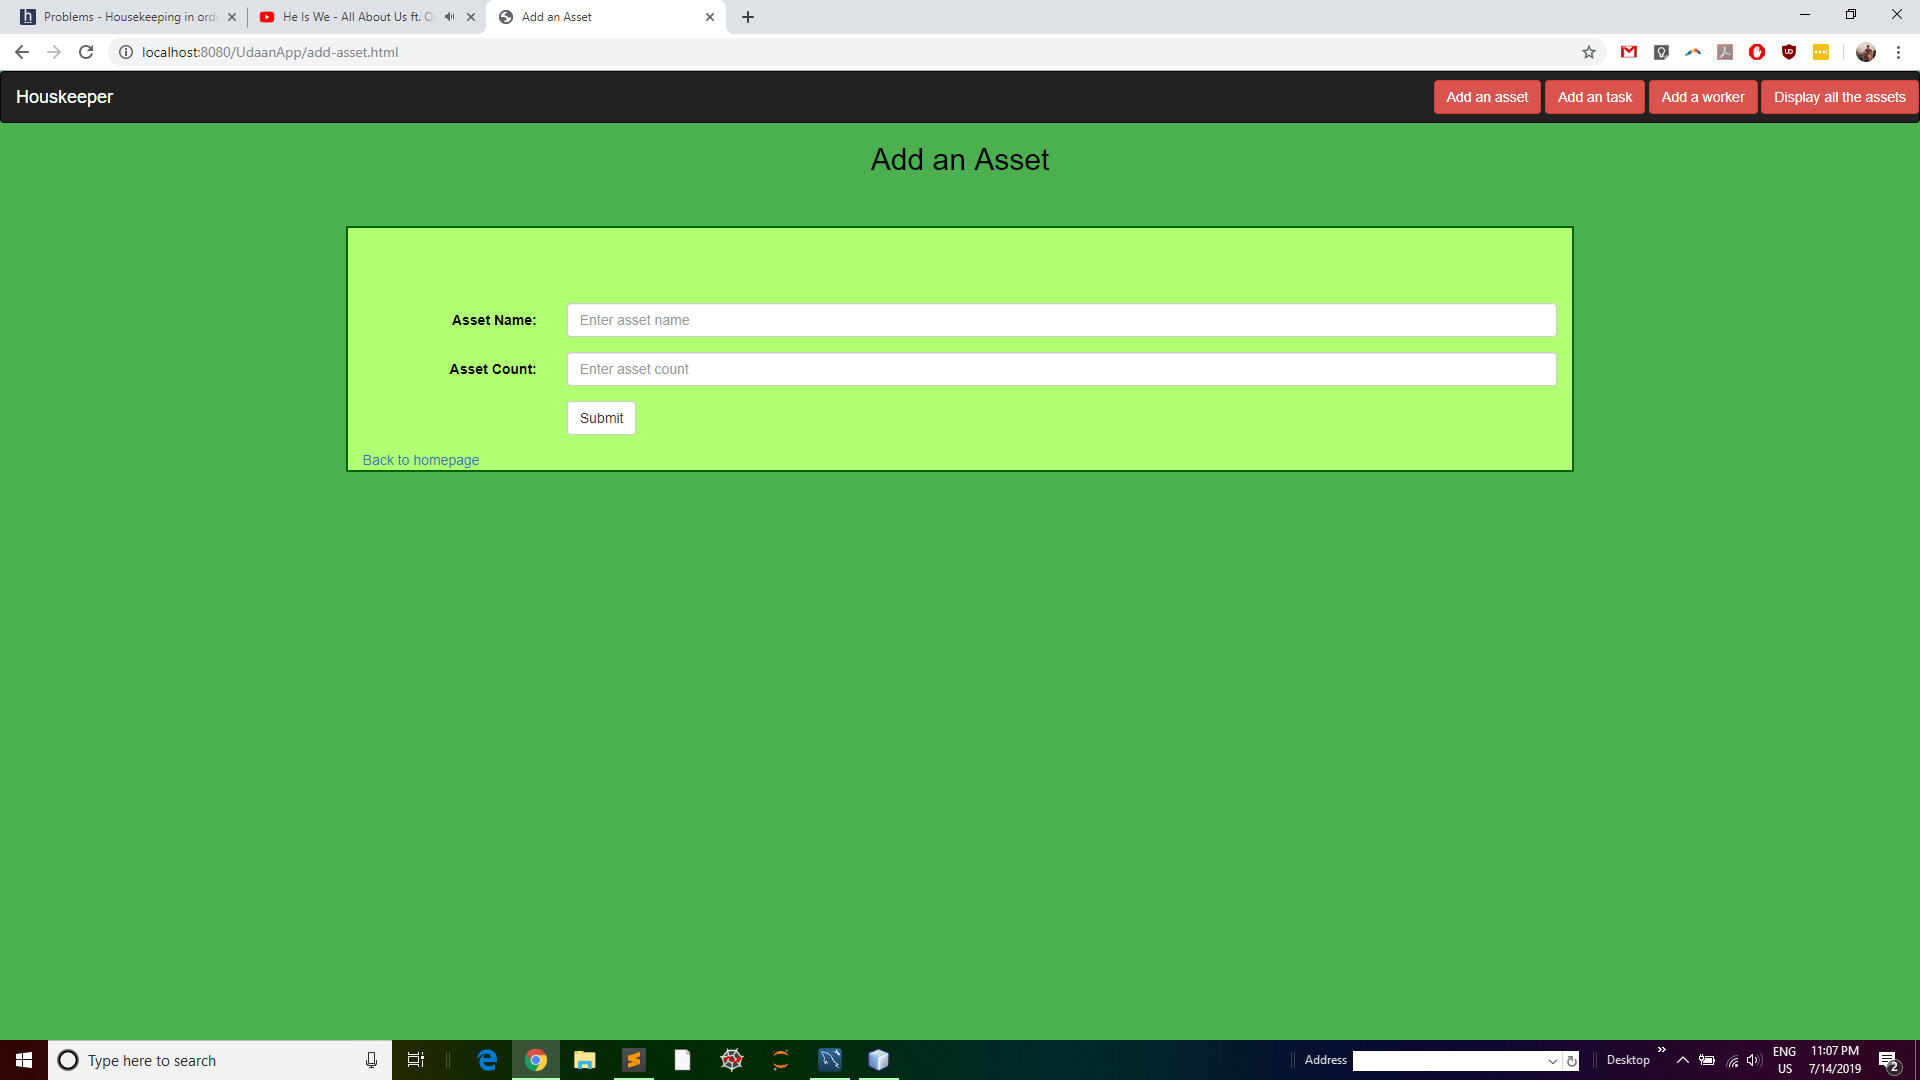 Problems - Housekeeping in orde
He Is We - All About Us ft. O
Add an Asset
localhost:8080/UdaanApp/add-asset.html
Houskeeper
Add an asset
Add an task
Add a worker
Display all the assets
Add an Asset
Asset Name:
Enter asset name
Asset Count:
Enter asset count
Submit
Back to homepage
Type here to search
Address
Desktop
ENG
US
11:07 PM
7/14/2019
2